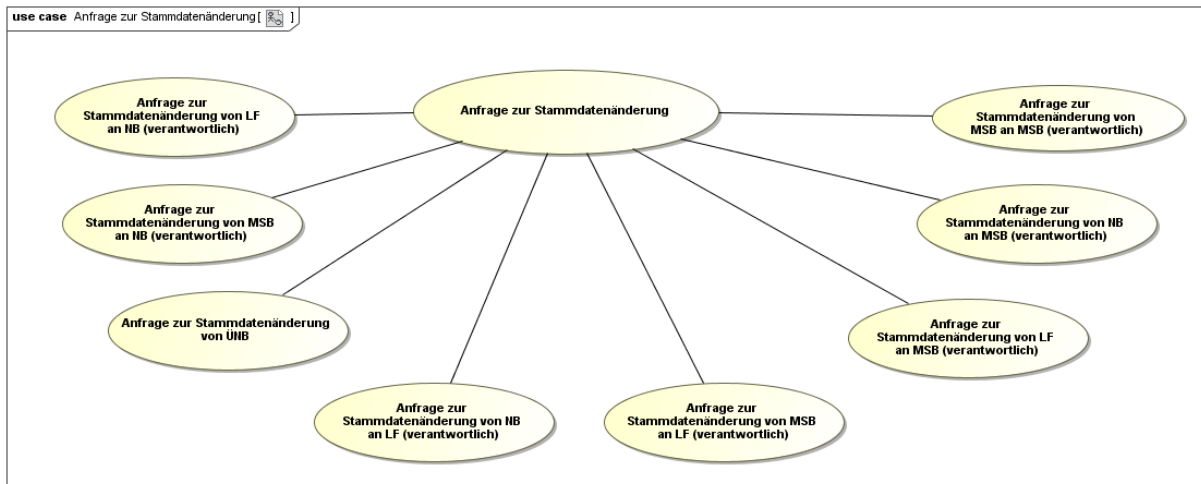 use case Anfrage zur Stammdatenänderung [ ]
Anfrage zur
Stammdatenänderung von LF
an NB (verantwortlich)
Anfrage zur Stammdatenänderung
Anfrage zur
Stammdatenänderung von
MSB an MSB (verantwortlich)
Anfrage zur
Stammdatenänderung von MSB
an NB (verantwortlich)
Anfrage zur
Stammdatenänderung von NB
an MSB (verantwortlich)
Anfrage zur Stammdatenänderung
von ÜNB
Anfrage zur
Stammdatenänderung von LF
an MSB (verantwortlich)
Anfrage zur
Stammdatenänderung von NB
an LF (verantwortlich)
Anfrage zur
Stammdatenänderung von MSB
an LF (verantwortlich)